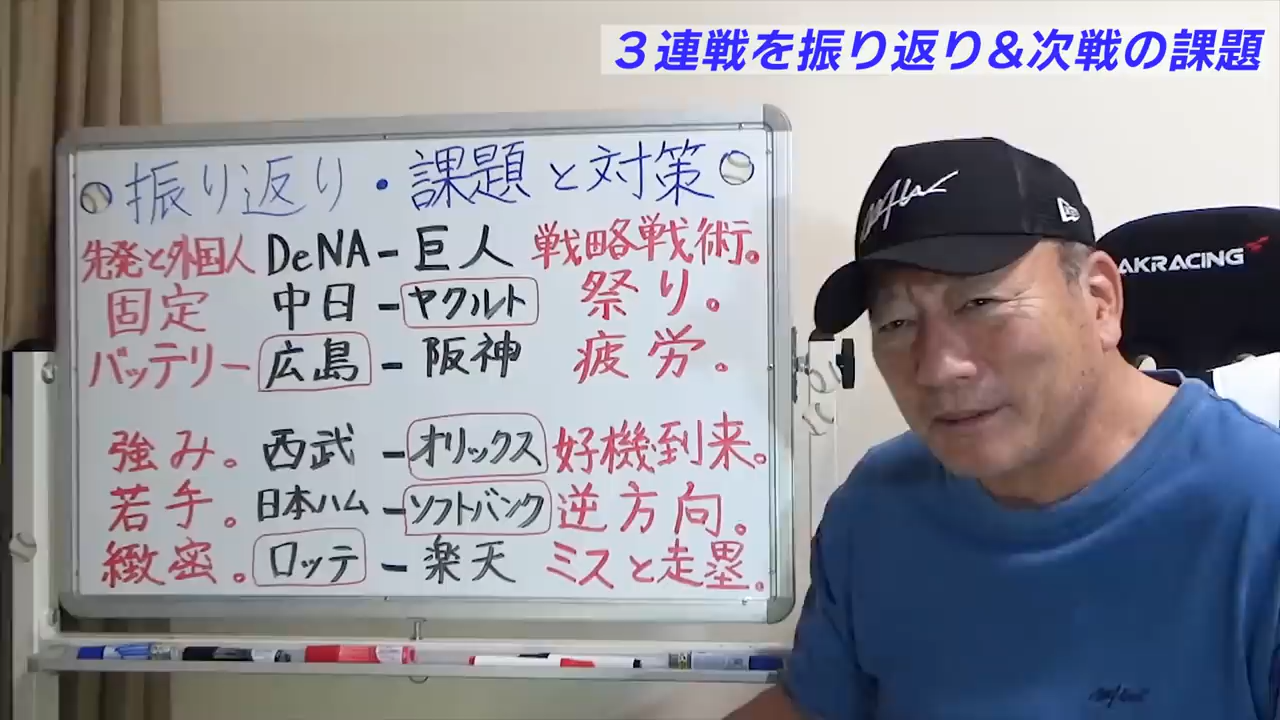 ３連戦を振り返り&次戦の課題
振り返り・課題と対策
先発と外国人 DeNA－巨人 戦略戦術。
固定 中日－ヤクルト 祭り。
バッテリー 広島－阪神 疲労。
強み。 西武－オリックス 好機到来。
若手。 日本ハム－ソフトバンク 逆方向。
緻密。 ロッテ－楽天 ミスと走塁。
AKRACING